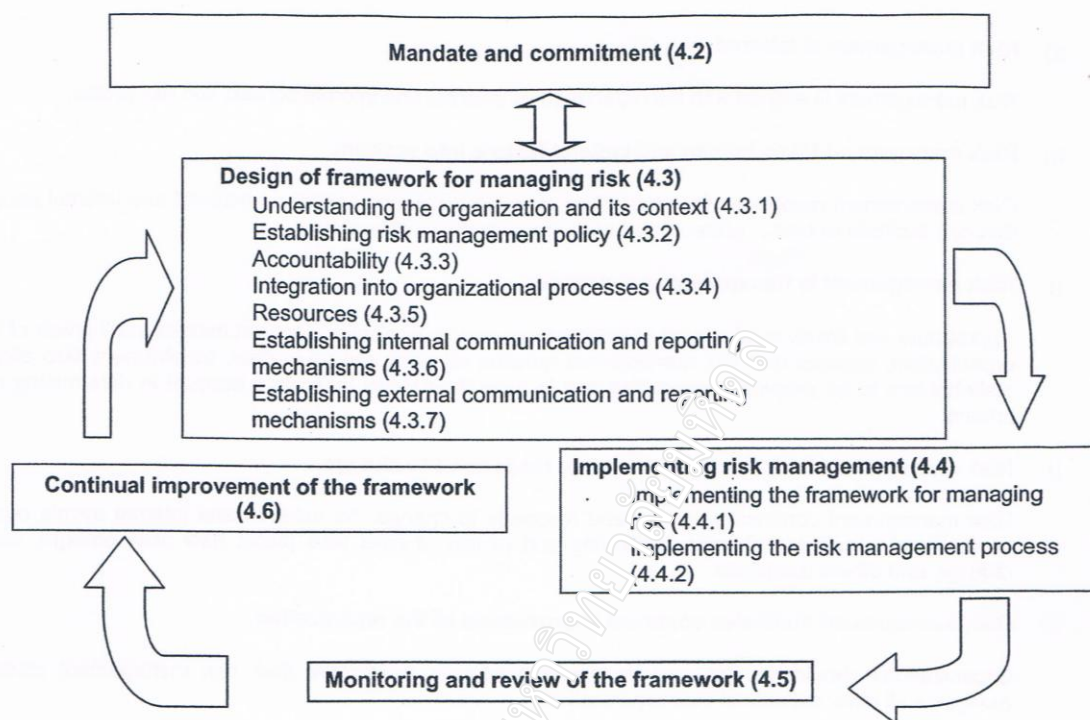 Mandate and commitment (4.2)
Design of framework for managing risk (4.3)
Understanding the organization and its context (4.3.1)
Establishing risk management policy (4.3.2)
Accountability (4.3.3)
Integration into organizational processes (4.3.4)
Resources (4.3.5)
Establishing internal communication and reporting
mechanisms (4.3.6)
Establishing external communication and reporting
mechanisms (4.3.7)
Implementing risk management (4.4)
Implementing the framework for managing
risk (4.4.1)
Implementing the risk management process
(4.4.2)
Continual improvement of the framework
(4.6)
Monitoring and review of the framework (4.5)